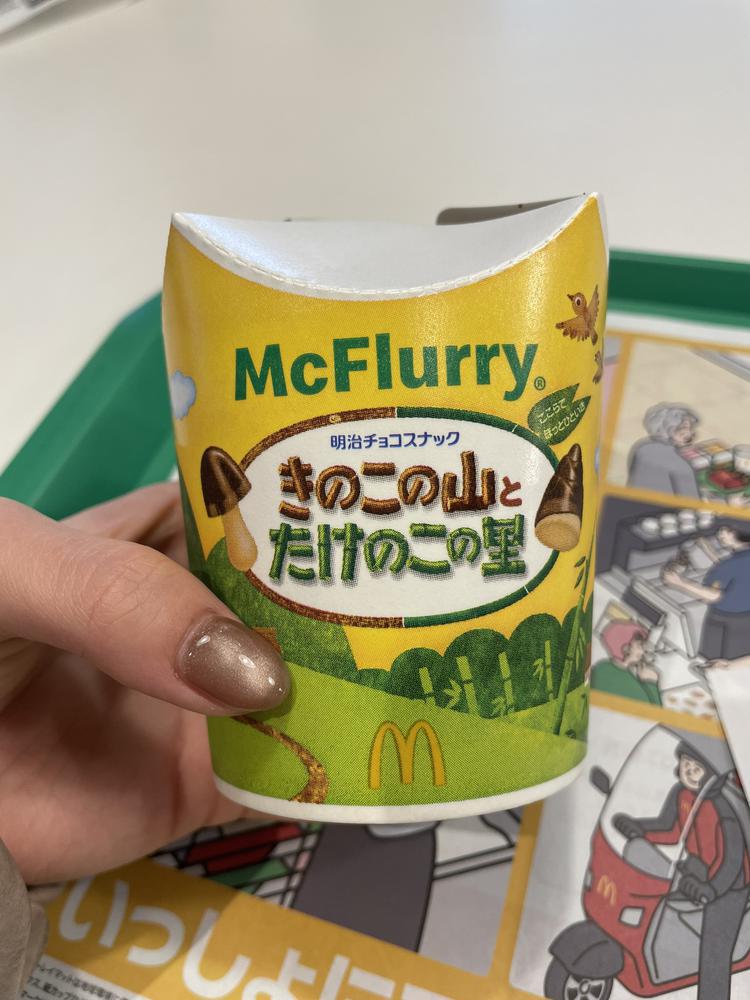 McFlurry®
ここらで
ほっとひといき
明治チョコスナック
きのこの山と
たけのこの里
いっしょに